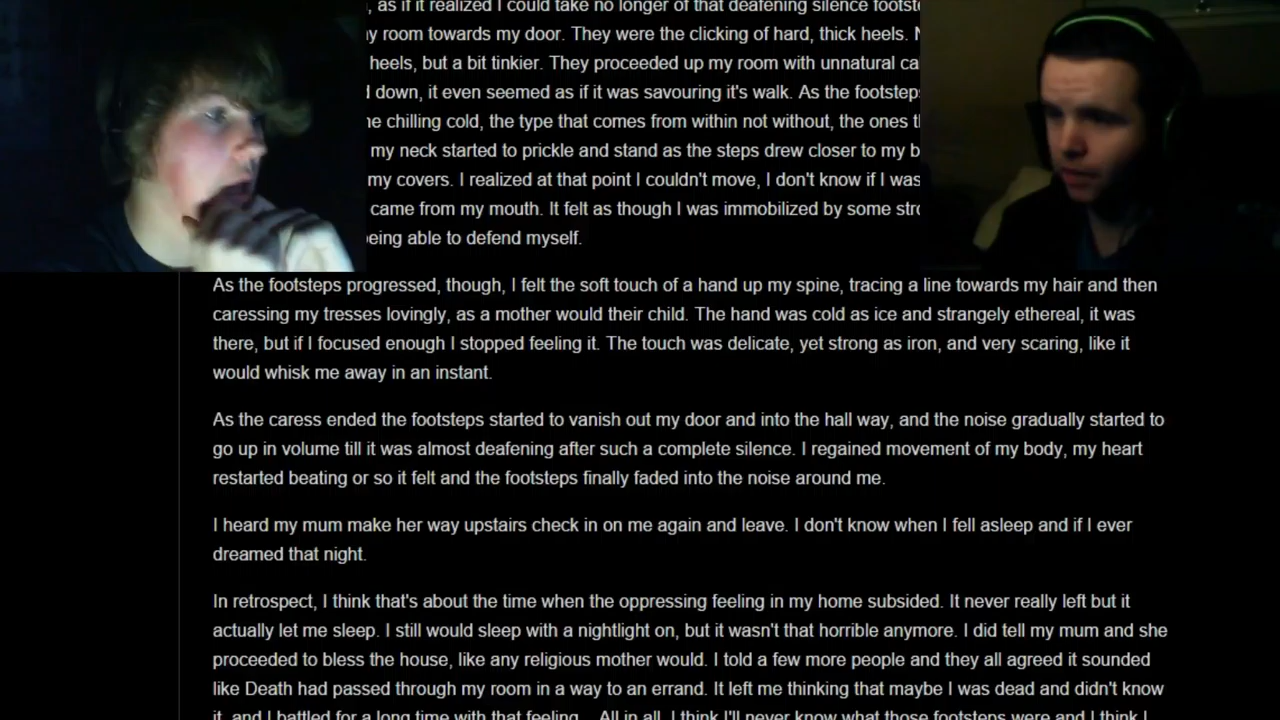 , as if it realized I could take no longer of that deafening silence footste
y room towards my door. They were the clicking of hard, thick heels.
heels, but a bit tinkier. They proceeded up my room with unnatural ca
d down, it even seemed as if it was savouring it's walk. As the footstep
e chilling cold, the type that comes from within not without, the ones t
my neck started to prickle and stand as the steps drew closer to my b
my covers. I realized at that point I couldn't move, I don't know if I was
came from my mouth. It felt as though I was immobilized by some stro
being able to defend myself.
As the footsteps progressed, though, I felt the soft touch of a hand up my spine, tracing a line towards my hair and then
caressing my tresses lovingly, as a mother would their child. The hand was cold as ice and strangely ethereal, it was
there, but if I focused enough I stopped feeling it. The touch was delicate, yet strong as iron, and very scaring, like it
would whisk me away in an instant.
As the caress ended the footsteps started to vanish out my door and into the hall way, and the noise gradually started to
go up in volume till it was almost deafening after such a complete silence. I regained movement of my body, my heart
restarted beating or so it felt and the footsteps finally faded into the noise around me.
I heard my mum make her way upstairs check in on me again and leave. I don't know when I fell asleep and if I ever
dreamed that night.
In retrospect, I think that's about the time when the oppressing feeling in my home subsided. It never really left but it
actually let me sleep. I still would sleep with a nightlight on, but it wasn't that horrible anymore. I did tell my mum and she
proceeded to bless the house, like any religious mother would. I told a few more people and they all agreed it sounded
like Death had passed through my room in a way to an errand. It left me thinking that maybe I was dead and didn't know
it, and I battled for a long time with that feeling... All in all, I think I'll never know what those footsteps were and I think I